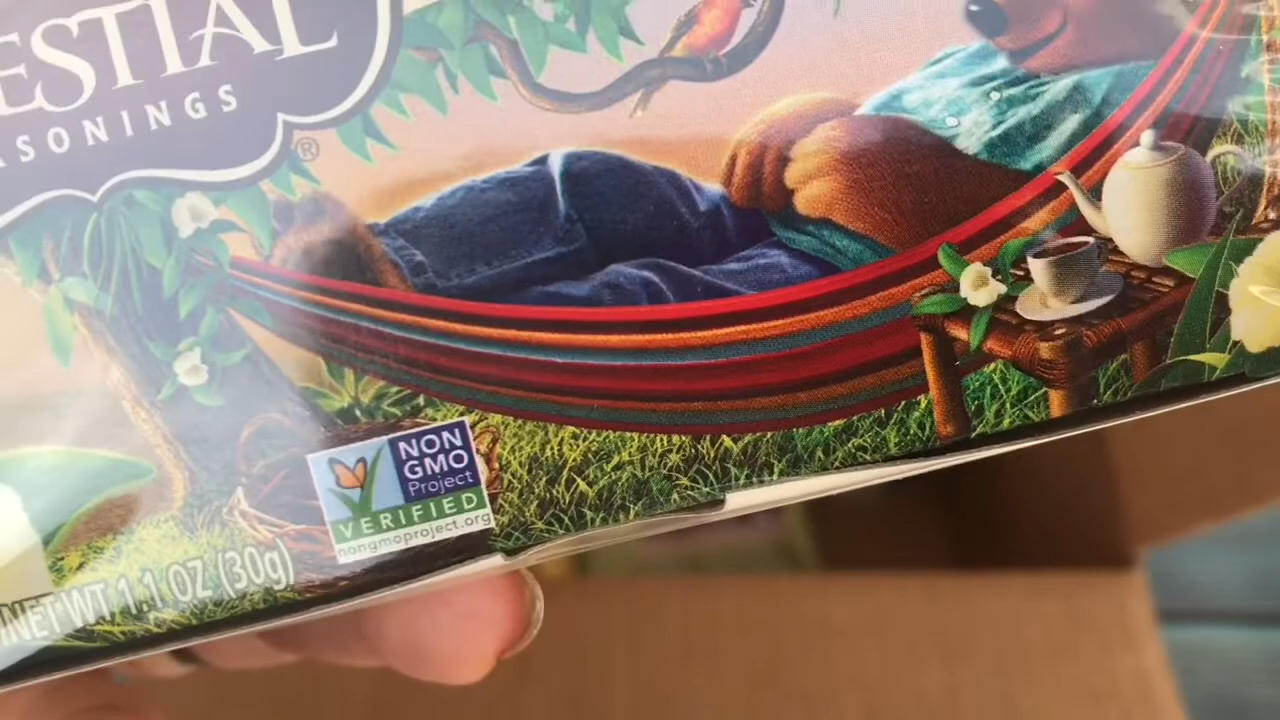 ESTIAL
ASONINGS
®
NON
GMO
Project
VERIFIED
nongmoproject.org
NET WT 1.1 OZ (30g)